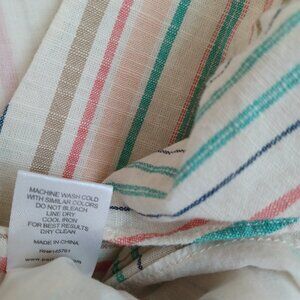 MACHINE WASH COLD
WITH SIMILAR COLORS
DO NOT BLEACH
LINE DRY
COOL IRON
FOR BEST RESULTS
DRY CLEAN
MADE IN CHINA